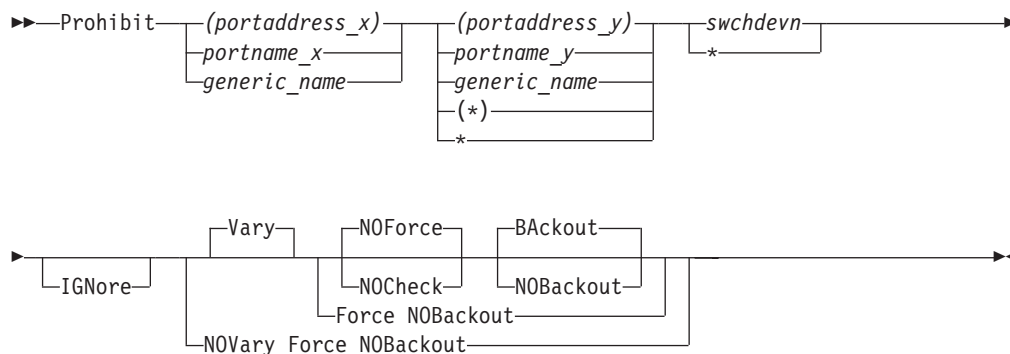 Prohibit (portaddress_x) (portaddress_y) swchdevn
portname_x portname_y *
generic_name generic_name
(*)
*
Vary NOForce BAckout
IGNore NOCheck NOBackout
Force NOBackout
NOVary Force NOBackout